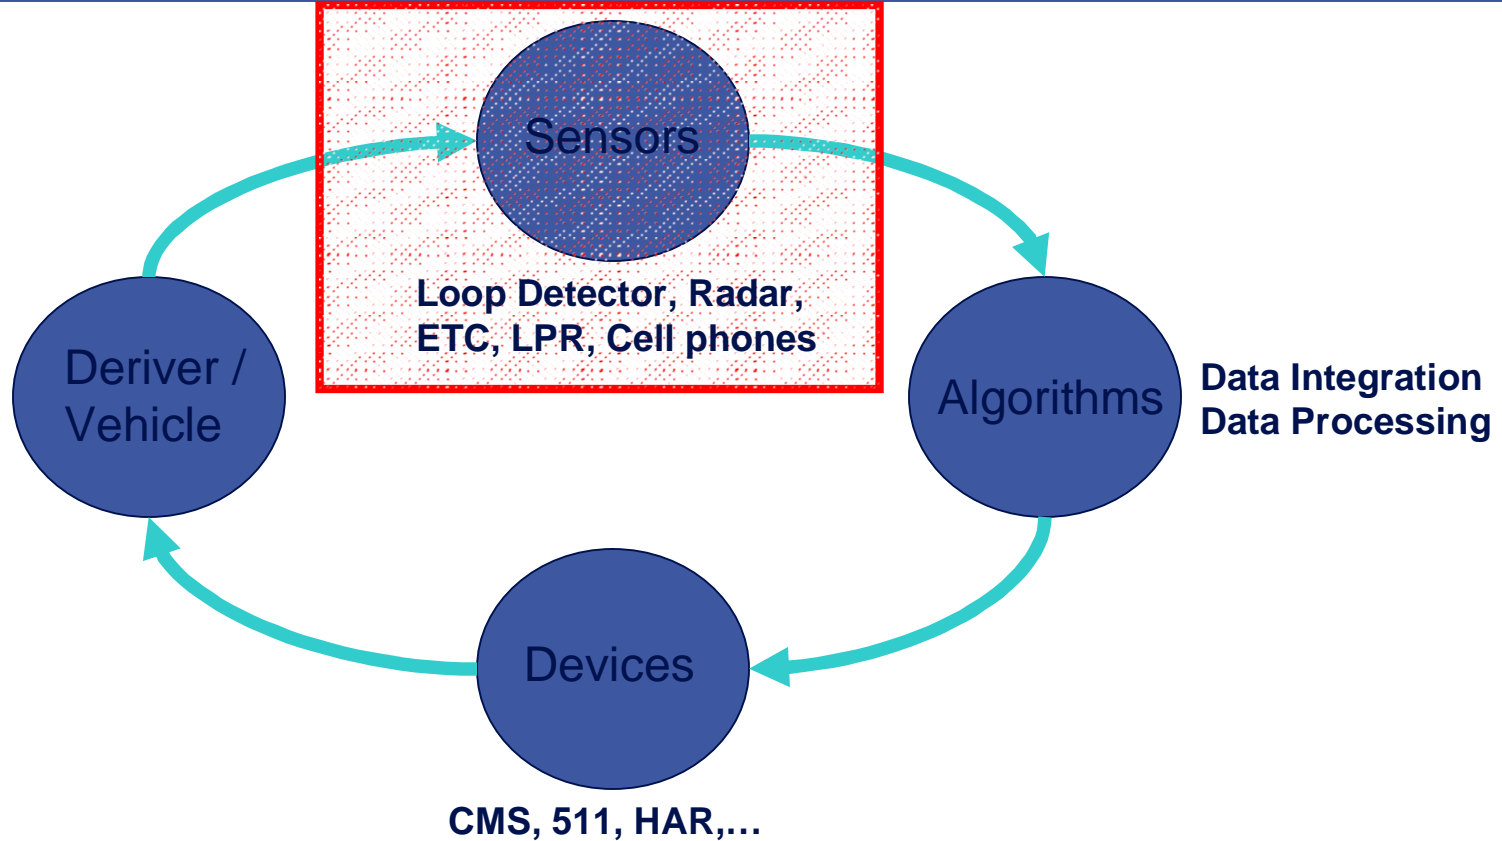 Sensors
Loop Detector, Radar,
ETC, LPR, Cell phones
Deriver /
Vehicle
Algorithms
Data Integration
Data Processing
Devices
CMS, 511, HAR,…